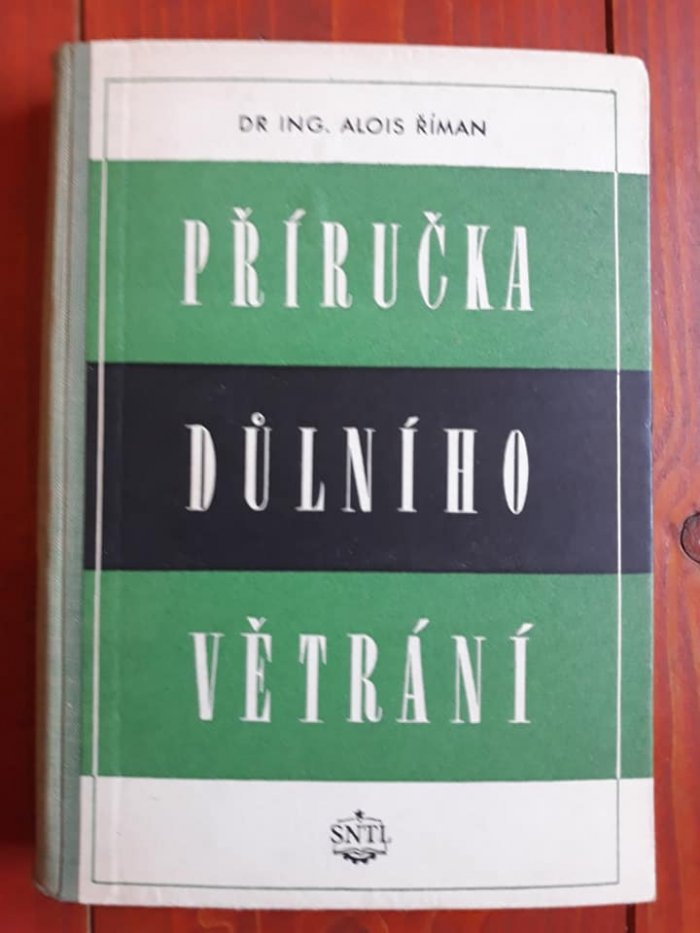 DR ING. ALOIS ŘÍMAN
PŘÍRUČKA
DŮLNÍHO
VĚTRÁNÍ
SNTL